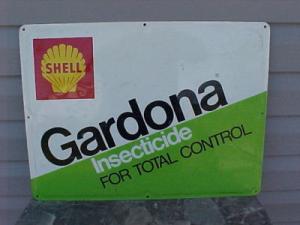 SHELL
Gardona
Insecticide
FOR TOTAL CONTROL